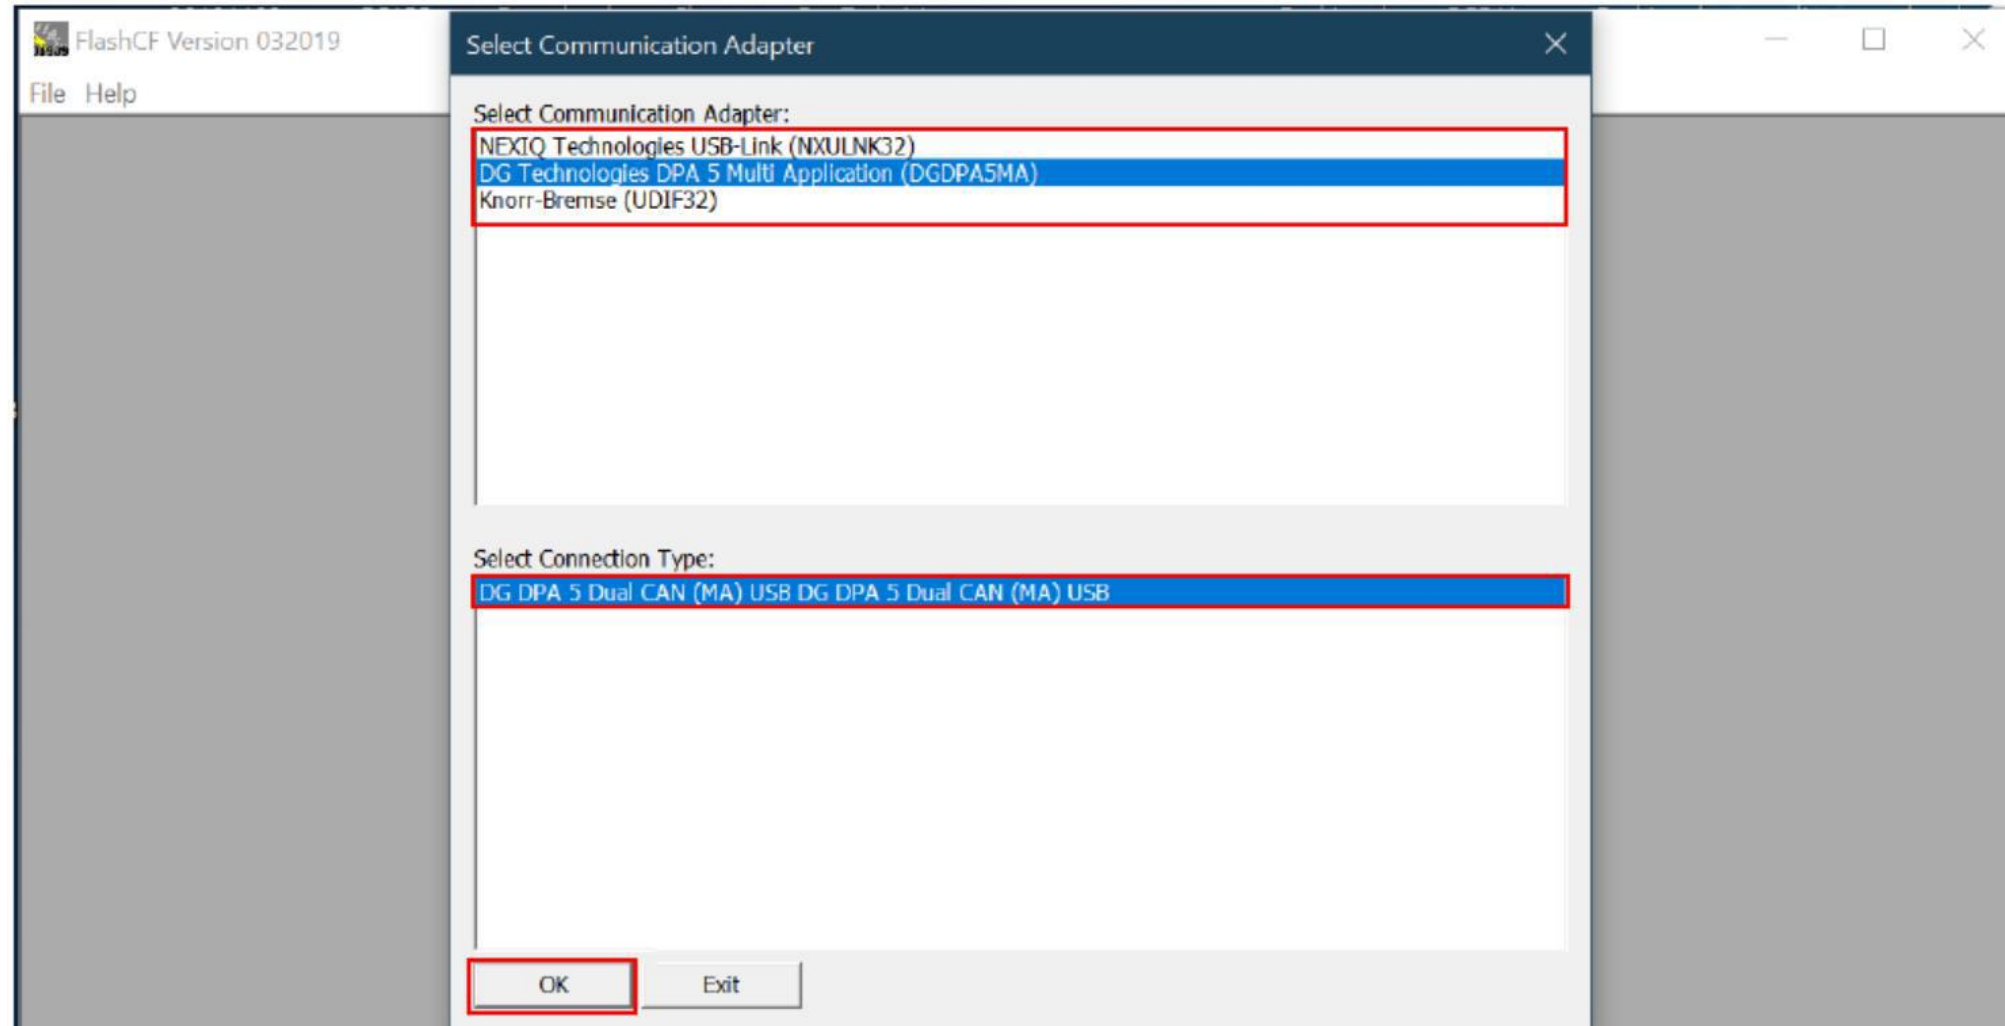 FlashCF Version 032019
File Help
Select Communication Adapter
Select Communication Adapter:
NEXIQ Technologies USB-Link (NXULNK32)
DG Technologies DPA 5 Multi Application (DGDPA5MA)
Knorr-Bremse (UDIF32)
Select Connection Type:
DG DPA 5 Dual CAN (MA) USB DG DPA 5 Dual CAN (MA) USB
OK Exit